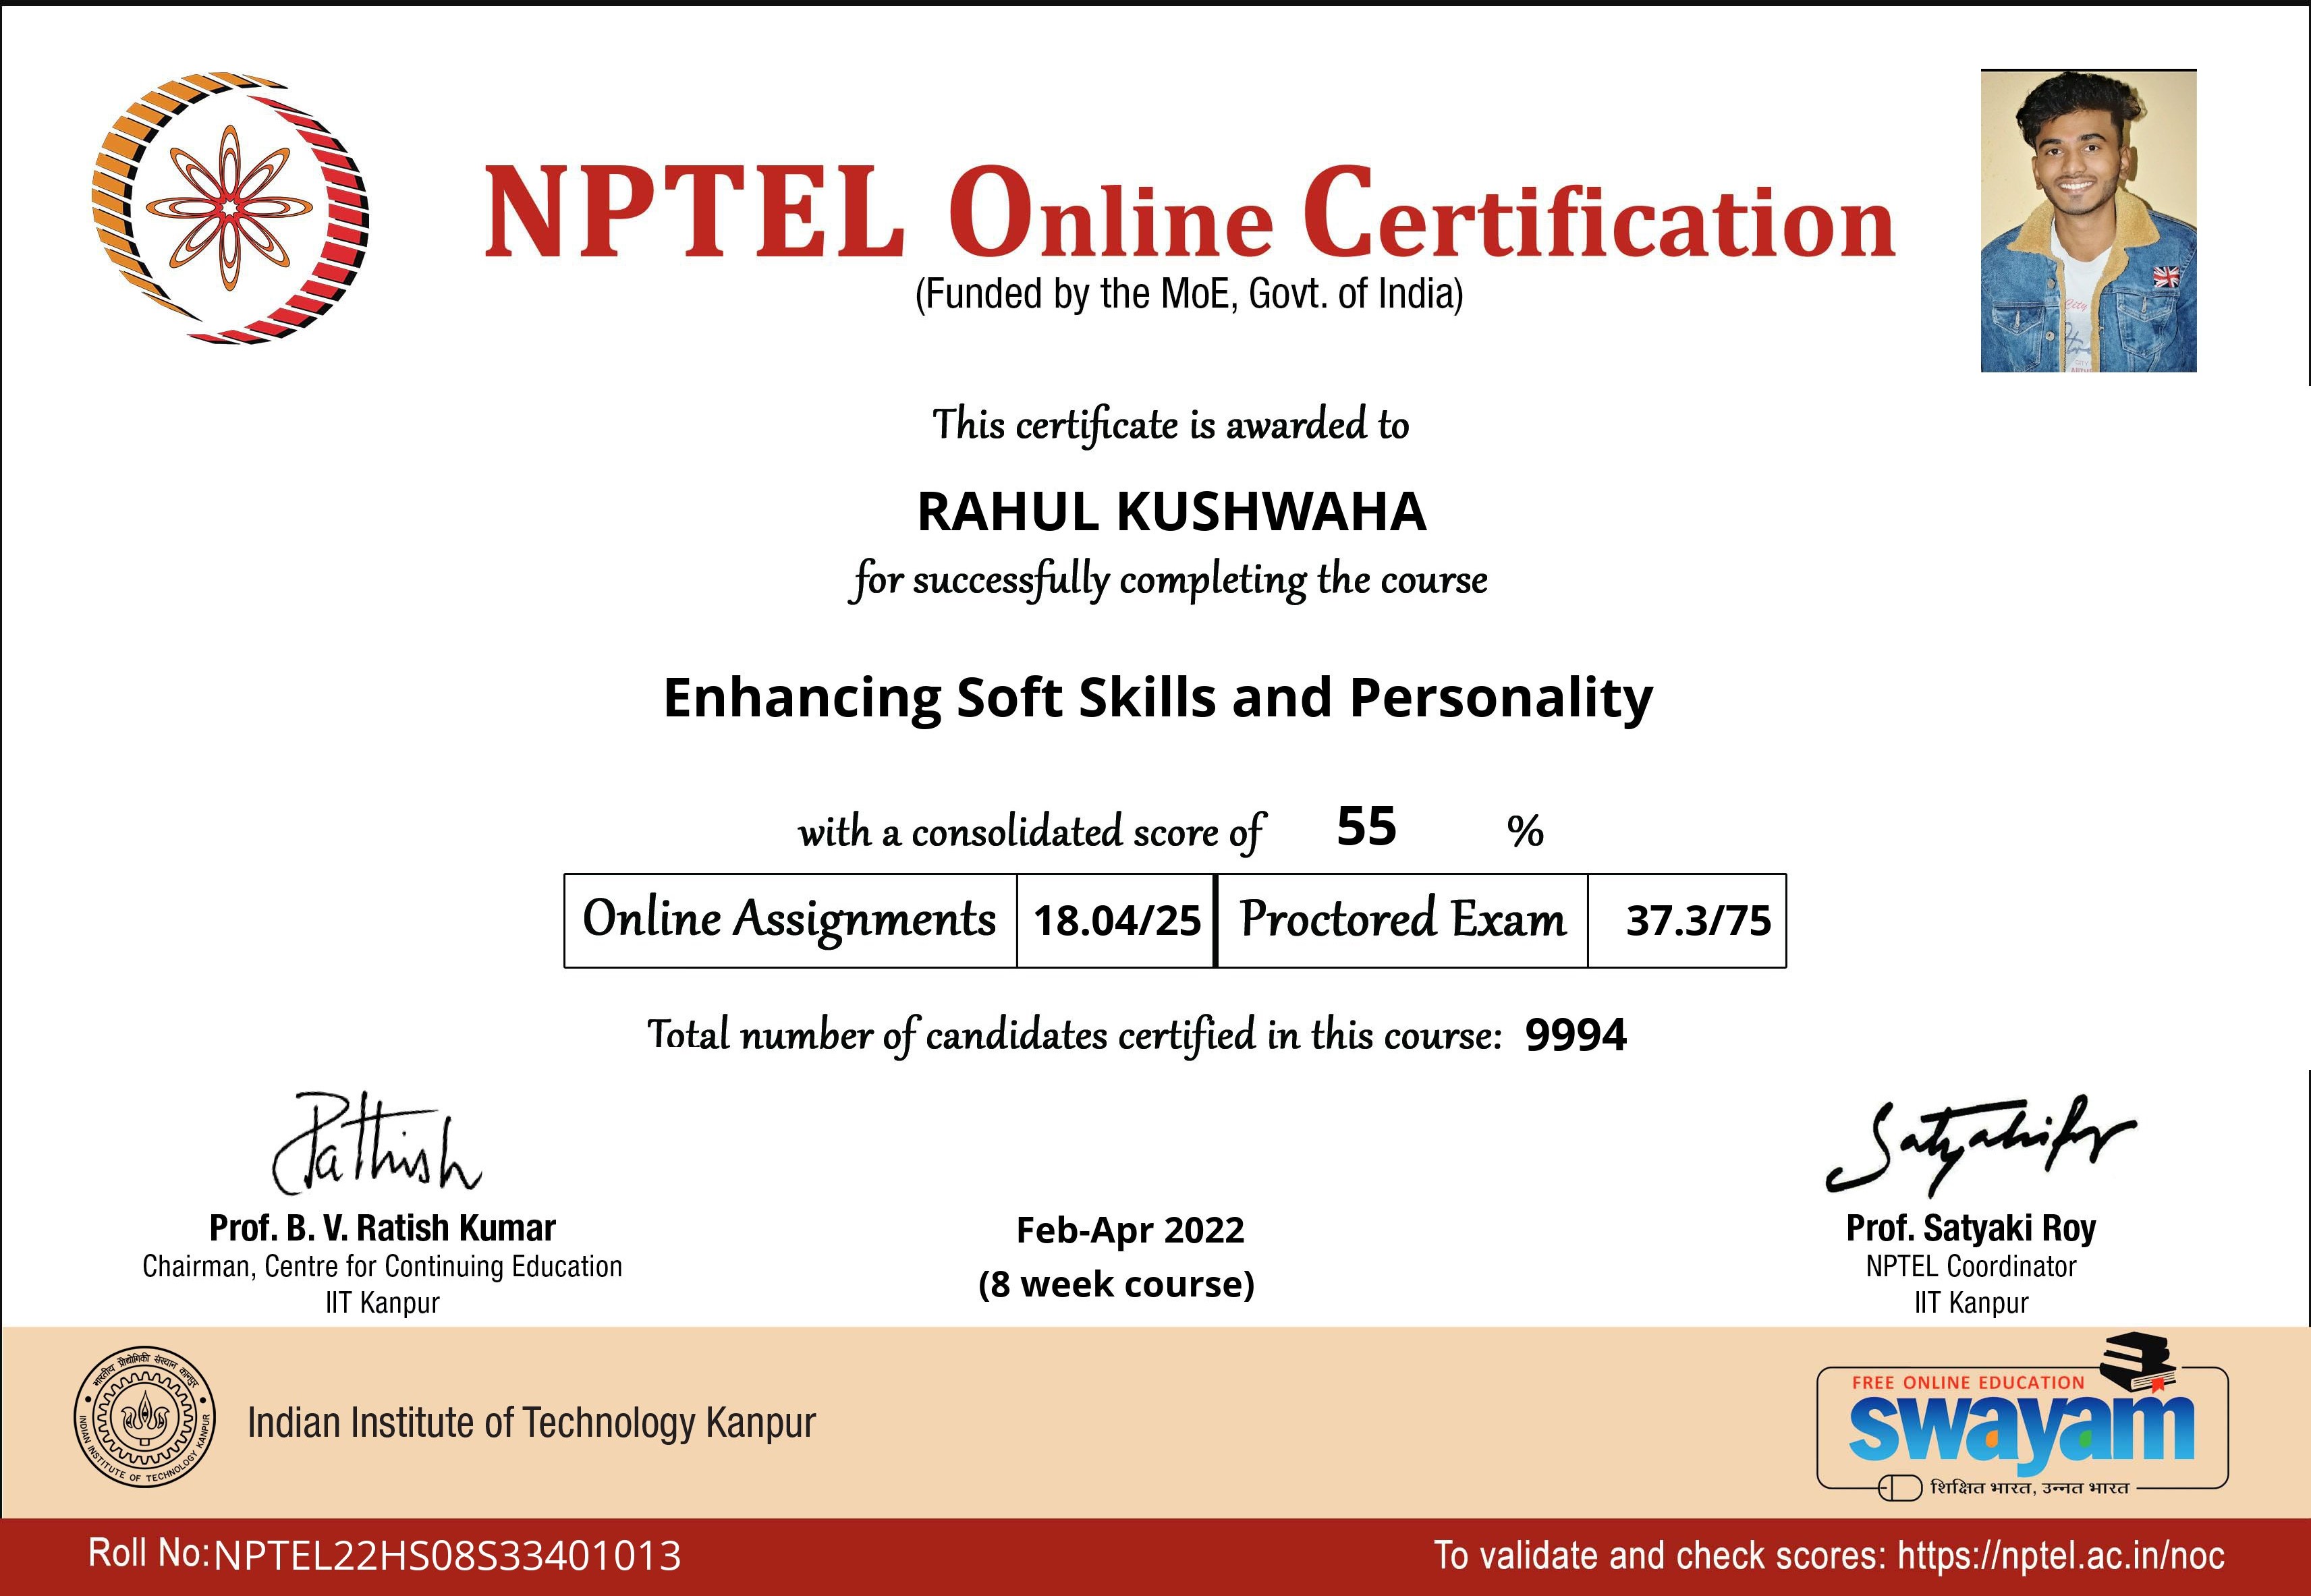 NPTEL Online Certification
(Funded by the MoE, Govt. of India)
This certificate is awarded to
RAHUL KUSHWAHA
for successfully completing the course
Enhancing Soft Skills and Personality
with a consolidated score of 55 %
Online Assignments 18.04/25 Proctored Exam 37.3/75
Total number of candidates certified in this course: 9994
Prof. B. V. Ratish Kumar
Chairman, Centre for Continuing Education
IIT Kanpur
Feb-Apr 2022
(8 week course)
Prof. Satyaki Roy
NPTEL Coordinator
IIT Kanpur
भारतीय प्रौद्योगिकी संस्थान कानपुर
INDIAN INSTITUTE OF TECHNOLOGY KANPUR
Indian Institute of Technology Kanpur
FREE ONLINE EDUCATION
swayam
शिक्षित भारत, उन्नत भारत
Roll No:NPTEL22HS08S33401013
To validate and check scores: https://nptel.ac.in/noc